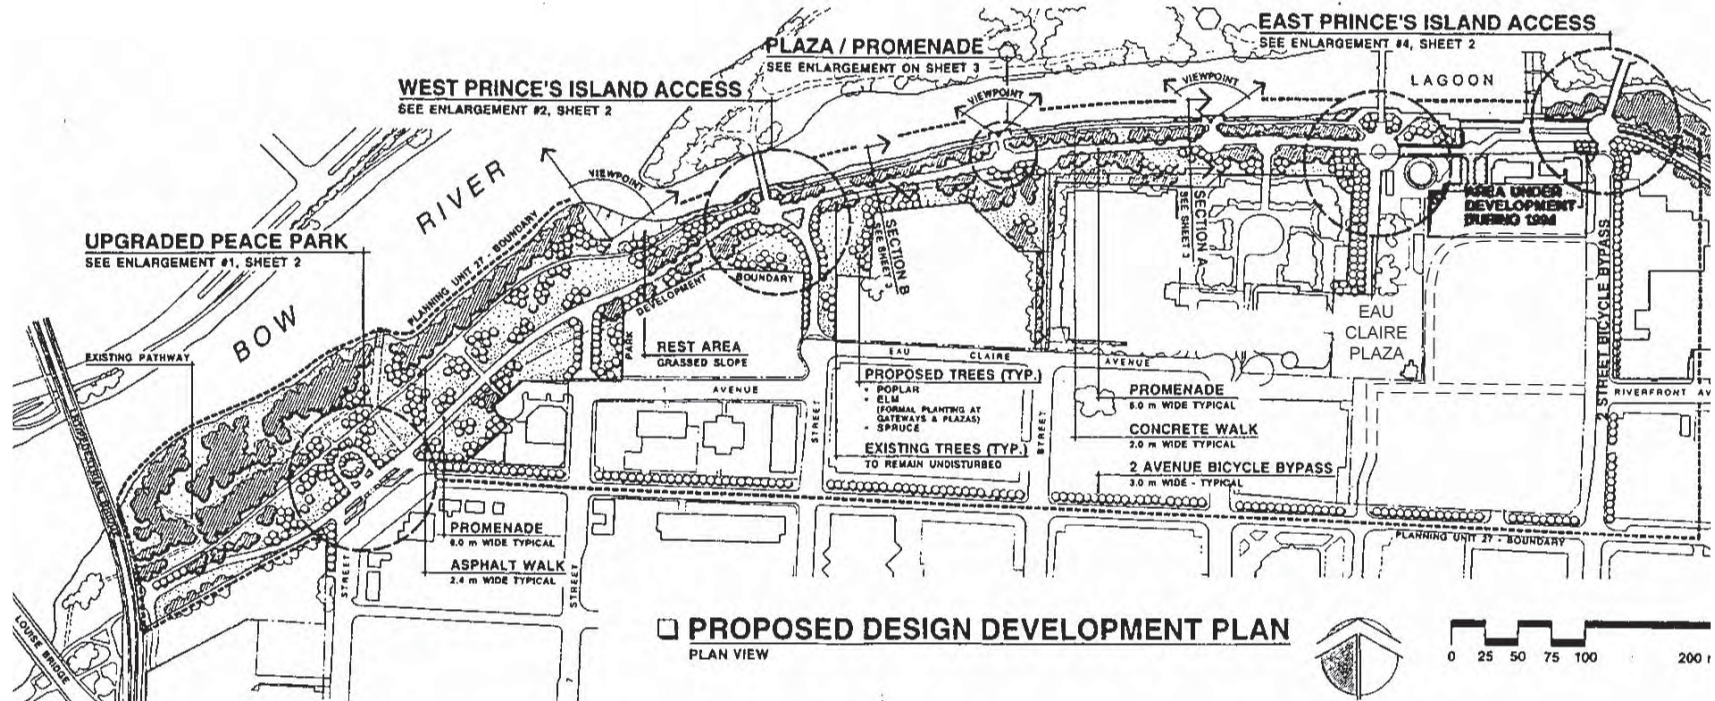 EAST PRINCE'S ISLAND ACCESS
SEE ENLARGEMENT #4, SHEET 2
PLAZA / PROMENADE
SEE ENLARGEMENT ON SHEET 3
WEST PRINCE'S ISLAND ACCESS
SEE ENLARGEMENT #2, SHEET 2
VIEWPOINT
VIEWPOINT
LAGOON
VIEWPOINT
RIVER
BOW
UPGRADED PEACE PARK
SEE ENLARGEMENT #1, SHEET 2
PLANNING UNIT 27 BOUNDARY
PARK DEVELOPMENT BOUNDARY
SECTION B
SEE SHEET 3
SECTION A
SEE SHEET 3
AREA UNDER
DEVELOPMENT
DURING 1994
2 STREET BICYCLE BYPASS
EAU
CLAIRE
PLAZA
EXISTING PATHWAY
REST AREA
GRASSED SLOPE
EAU CLAIRE AVENUE
1 AVENUE
PROPOSED TREES (TYP.)
- POPLAR
- ELM
(FORMAL PLANTING AT
GATEWAYS & PLAZAS)
- SPRUCE
EXISTING TREES (TYP.)
TO REMAIN UNDISTURBED
PROMENADE
6.0 m WIDE TYPICAL
CONCRETE WALK
2.0 m WIDE TYPICAL
2 AVENUE BICYCLE BYPASS
3.0 m WIDE - TYPICAL
RIVERFRONT AV
STREET
STREET
PROMENADE
6.0 m WIDE TYPICAL
ASPHALT WALK
2.4 m WIDE TYPICAL
STREET
STREET
7
PLANNING UNIT 27 - BOUNDARY
LOUISE BRIDGE
PROPOSED DESIGN DEVELOPMENT PLAN
PLAN VIEW
0 25 50 75 100 200 m